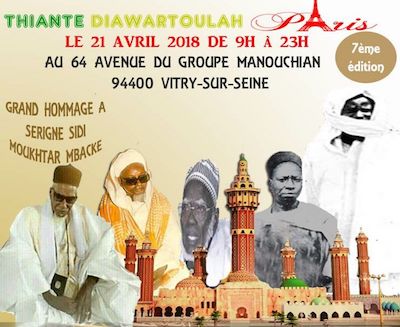 THIANTE DIAWARTOULAH Paris
LE 21 AVRIL 2018 DE 9H À 23H
AU 64 AVENUE DU GROUPE MANOUCHIAN
94400 VITRY-SUR-SEINE
7ème
édition
GRAND HOMMAGE A
SERIGNE SIDI
MOUKHTAR MBACKE